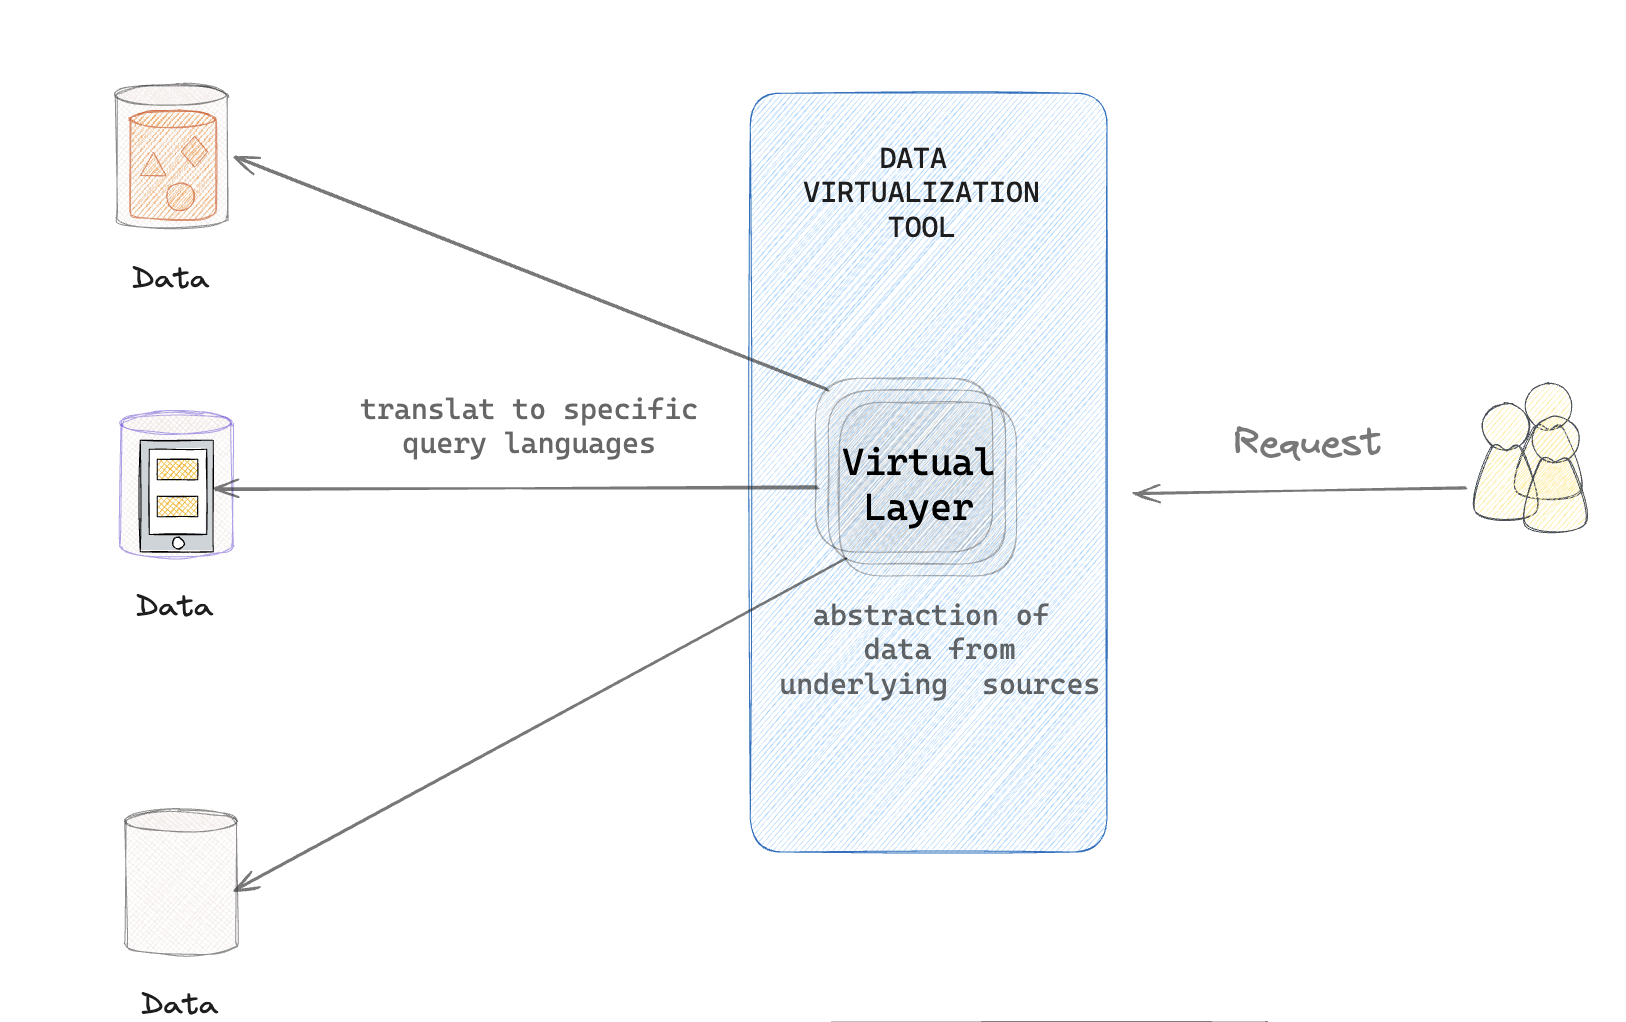 DATA
VIRTUALIZATION
TOOL
Data
translat to specific
query languages
Virtual
Layer
Request
Data
abstraction of
data from
underlying  sources
Data